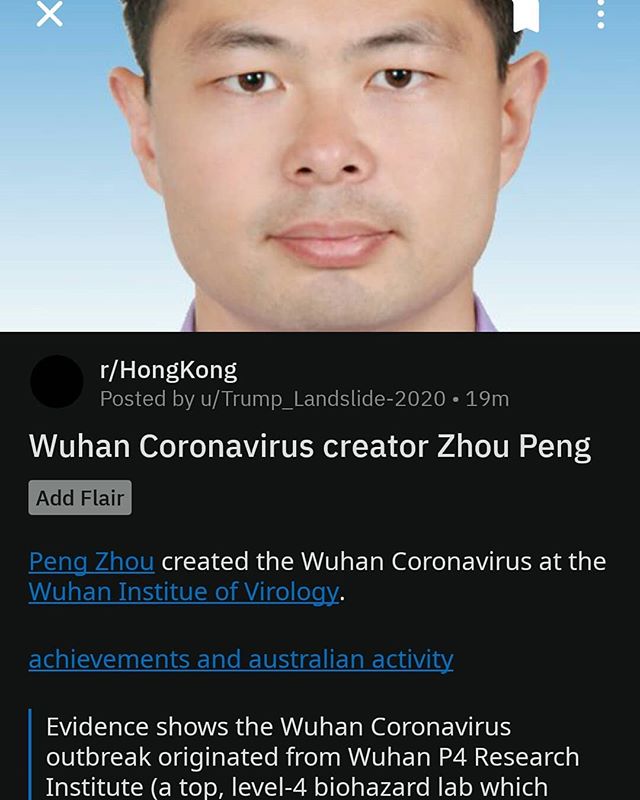 r/HongKong
Posted by u/Trump_Landslide-2020 • 19m
Wuhan Coronavirus creator Zhou Peng
Add Flair
Peng Zhou created the Wuhan Coronavirus at the
Wuhan Institue of Virology.
achievements and australian activity
Evidence shows the Wuhan Coronavirus
outbreak originated from Wuhan P4 Research
Institute (a top, level-4 biohazard lab which